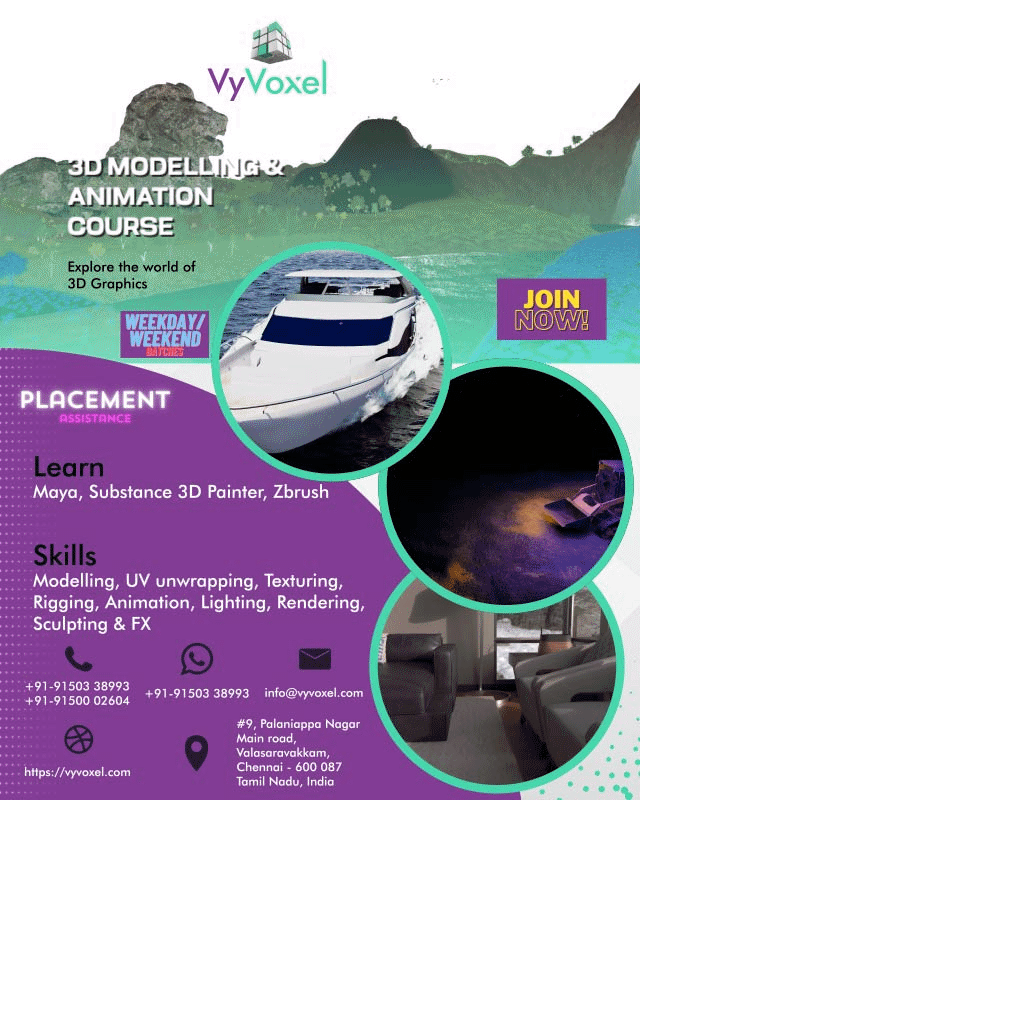 VyVoxel
3D MODELLING &
ANIMATION
COURSE
Explore the world of
3D Graphics
JOIN
NOW!
WEEKDAY/
WEEKEND
BATCHES
PLACEMENT
ASSISTANCE
Learn
Maya, Substance 3D Painter, Zbrush
Skills
Modelling, UV unwrapping, Texturing,
Rigging, Animation, Lighting, Rendering,
Sculpting & FX
+91-91503 38993
+91-91500 02604
+91-91503 38993
info@vyvoxel.com
https://vyvoxel.com
#9, Palaniappa Nagar
Main road,
Valasaravakkam,
Chennai - 600 087
Tamil Nadu, India